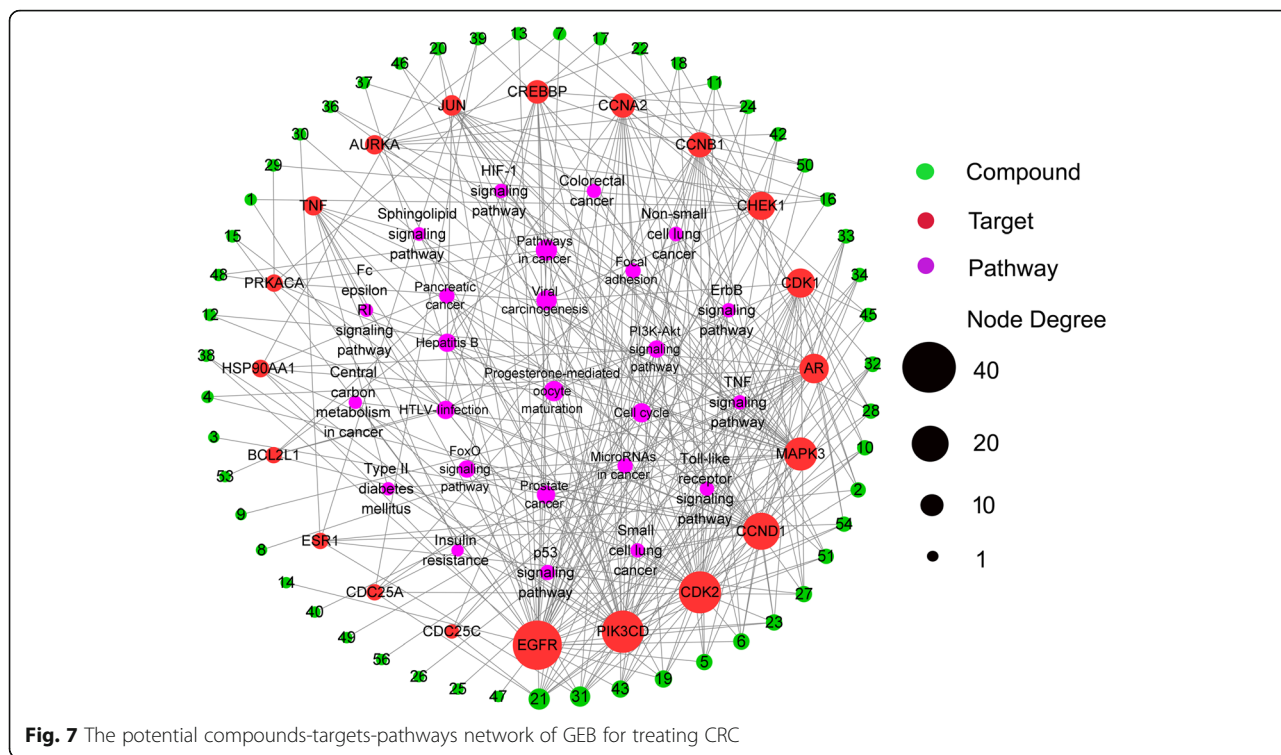 39
13
7
17
20
22
46
18
37
11
36
24
30
42
29
50
1
16
15
33
48
34
12
45
38
32
4
28
3
10
53
2
9
54
8
51
14
27
40
23
49
6
56
5
26
19
25
43
47
31
21
JUN
CREBBP
CCNA2
AURKA
CCNB1
TNF
CHEK1
PRKACA
CDK1
HSP90AA1
AR
BCL2L1
MAPK3
ESR1
CCND1
CDC25A
CDK2
CDC25C
PIK3CD
EGFR
HIF-1
signaling
pathway
Colorectal
cancer
Sphingolipid
signaling
pathway
Non-small
cell lung
cancer
Pathways
in cancer
Focal
adhesion
Fc
epsilon
RI
signaling
pathway
Pancreatic
cancer
Viral
carcinogenesis
ErbB
signaling
pathway
Hepatitis B
PI3K-Akt
signaling
pathway
Central
carbon
metabolism
in cancer
HTLV-Iinfection
Progesterone-mediated
oocyte
maturation
Cell cycle
TNF
signaling
pathway
FoxO
signaling
pathway
MicroRNAs
in cancer
Toll-like
receptor
signaling
pathway
Type II
diabetes
mellitus
Prostate
cancer
Insulin
resistance
p53
signaling
pathway
Small
cell lung
cancer
Compound
Target
Pathway
Node Degree
40
20
10
1
Fig. 7 The potential compounds-targets-pathways network of GEB for treating CRC